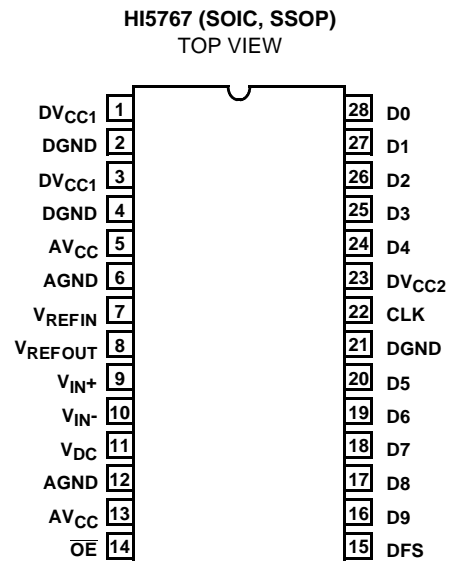 HI5767 (SOIC, SSOP)
TOP VIEW
DVCC1 1 28 D0
DGND 2 27 D1
DVCC1 3 26 D2
DGND 4 25 D3
AVCC 5 24 D4
AGND 6 23 DVCC2
VREFIN 7 22 CLK
VREFOUT 8 21 DGND
VIN+ 9 20 D5
VIN- 10 19 D6
VDC 11 18 D7
AGND 12 17 D8
AVCC 13 16 D9
O̅E̅ 14 15 DFS